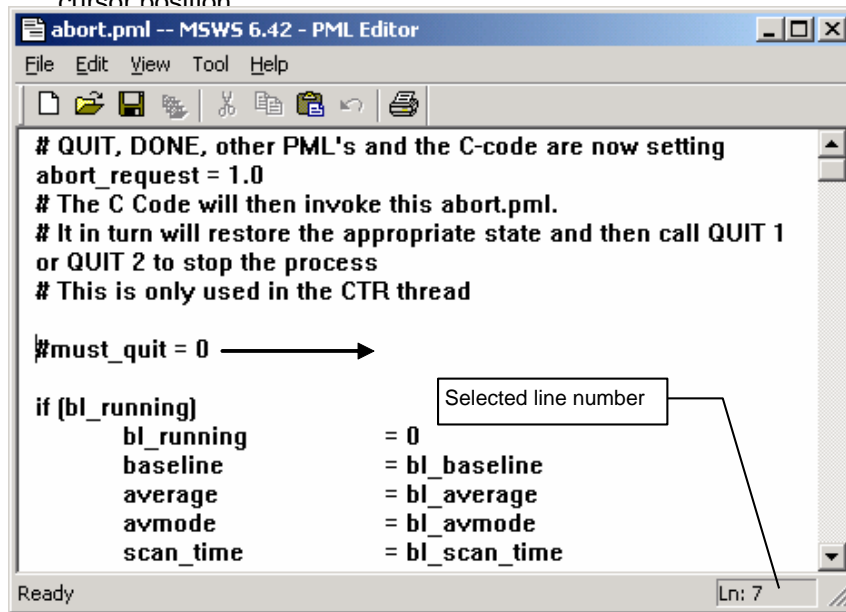 cursor position
abort.pml -- MSWS 6.42 - PML Editor
File Edit View Tool Help
# QUIT, DONE, other PML's and the C-code are now setting
abort_request = 1.0
# The C Code will then invoke this abort.pml.
# It in turn will restore the appropriate state and then call QUIT 1
or QUIT 2 to stop the process
# This is only used in the CTR thread
#must_quit = 0
Selected line number
if (bl_running)
bl_running = 0
baseline = bl_baseline
average = bl_average
avmode = bl_avmode
scan_time = bl_scan_time
Ready Ln: 7